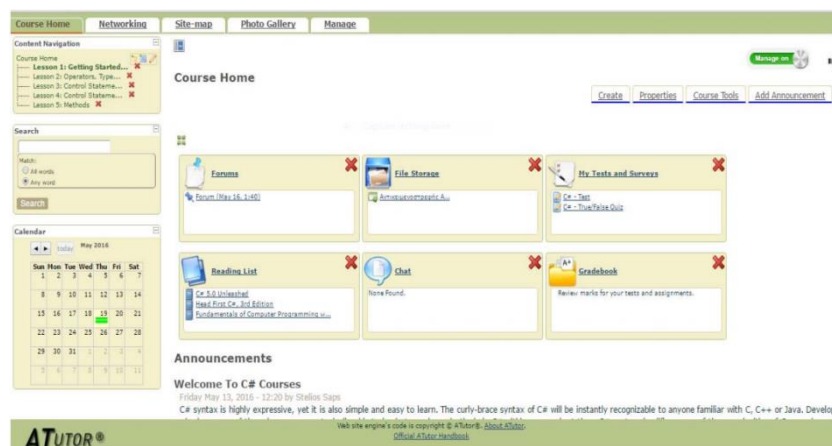 Course Home
Networking
Site-map
Photo Gallery
Manage
Content Navigation
Course Home
Lesson 1: Getting Started...
Lesson 2: Operators, Type...
Lesson 3: Control Stateme...
Lesson 4: Control Stateme...
Lesson 5: Methods
Search
Match:
All words
Any word
Search
Calendar
today May 2016
Sun Mon Tue Wed Thu Fri Sat
1 2 3 4 5 6 7
8 9 10 11 12 13 14
15 16 17 18 19 20 21
22 23 24 25 26 27 28
29 30 31 1 2 3 4
5 6 7 8 9 10 11
Manage on
Course Home
Create
Properties
Course Tools
Add Announcement
Forums
Forum (May 16, 1:40)
File Storage
Αντικειμενοστραφής Α...
My Tests and Surveys
C# - Test
C# - True/False Quiz
Reading List
C# 5.0 Unleashed
Head First C#, 3rd Edition
Fundamentals of Computer Programming w...
Chat
None Found.
Gradebook
Review marks for your tests and assignments.
Announcements
Welcome To C# Courses
Friday May 13, 2016 - 12:20 by Stelios Saps
C# syntax is highly expressive, yet it is also simple and easy to learn. The curly-brace syntax of C# will be instantly recognizable to anyone familiar with C, C++ or Java. Develo
ATUTOR ®
Web site engine's code is copyright © ATutor®. About ATutor.
Official ATutor Handbook